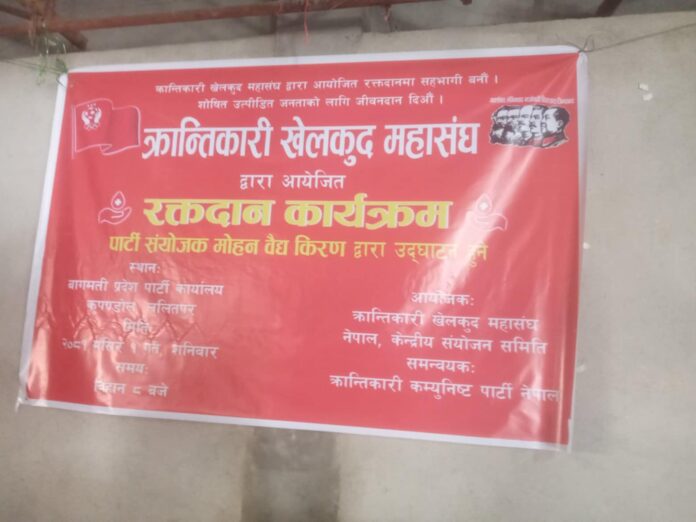 क्रान्तिकारी खेलकुद महासंघ द्वारा आयोजित रक्तदानमा सहभागी बनौं ।
शोषित उत्पीडित जनताको लागि जीवनदान दिऔं ।
क्रान्तिकारी खेलकुद महासंघ
द्वारा आयेजित
रक्तदान कार्यक्रम
पार्टी संयोजक मोहन वैद्य किरण द्वारा उद्घाटन हुने
स्थानः
बागमती प्रदेश पार्टी कार्यालय
कुपण्डोल, ललितपुर
मितिः
गते, शनिबार
समयः
बिहान ८ बजे
आयोजकः
क्रान्तिकारी खेलकुद महासंघ
नेपाल, केन्द्रीय संयोजन समिति
समन्वयकः
क्रान्तिकारी कम्युनिष्ट पार्टी नेपाल